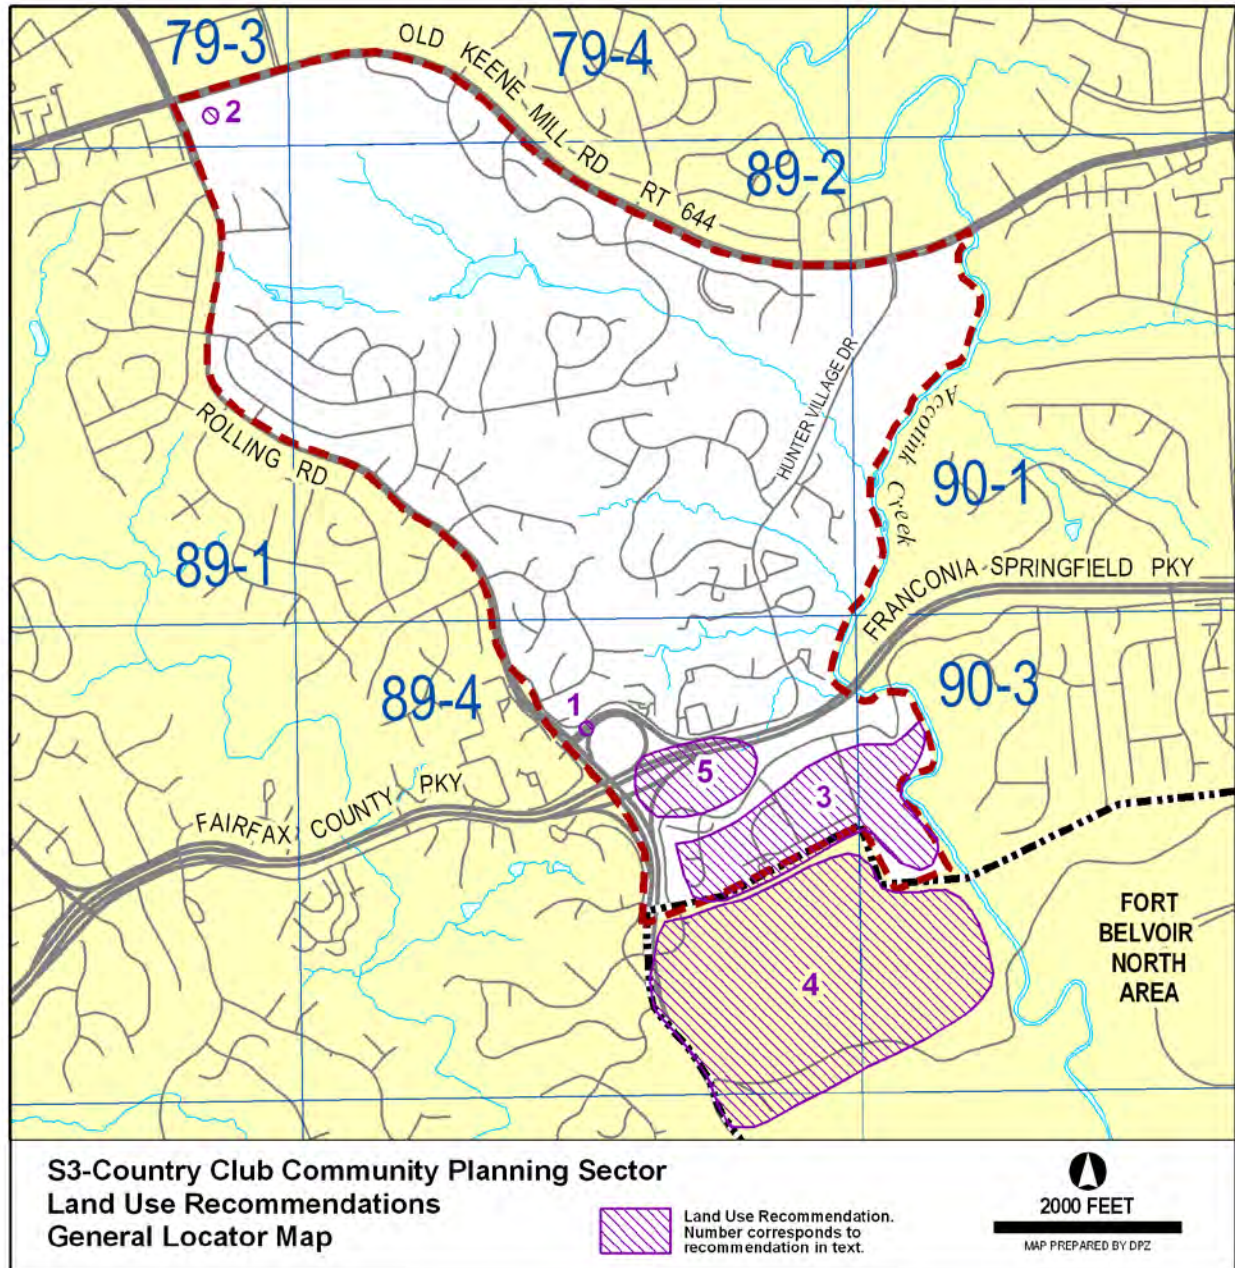 79-3
OLD KEENE MILL RD RT 644
79-4
2
89-2
HUNTER VILLAGE DR
Accotink Creek
90-1
ROLLING RD
89-1
FRANCONIA-SPRINGFIELD PKY
89-4
90-3
1
5
3
FAIRFAX COUNTY PKY
4
FORT
BELVOIR
NORTH
AREA
S3-Country Club Community Planning Sector
Land Use Recommendations
General Locator Map
Land Use Recommendation.
Number corresponds to
recommendation in text.
2000 FEET
MAP PREPARED BY DPZ